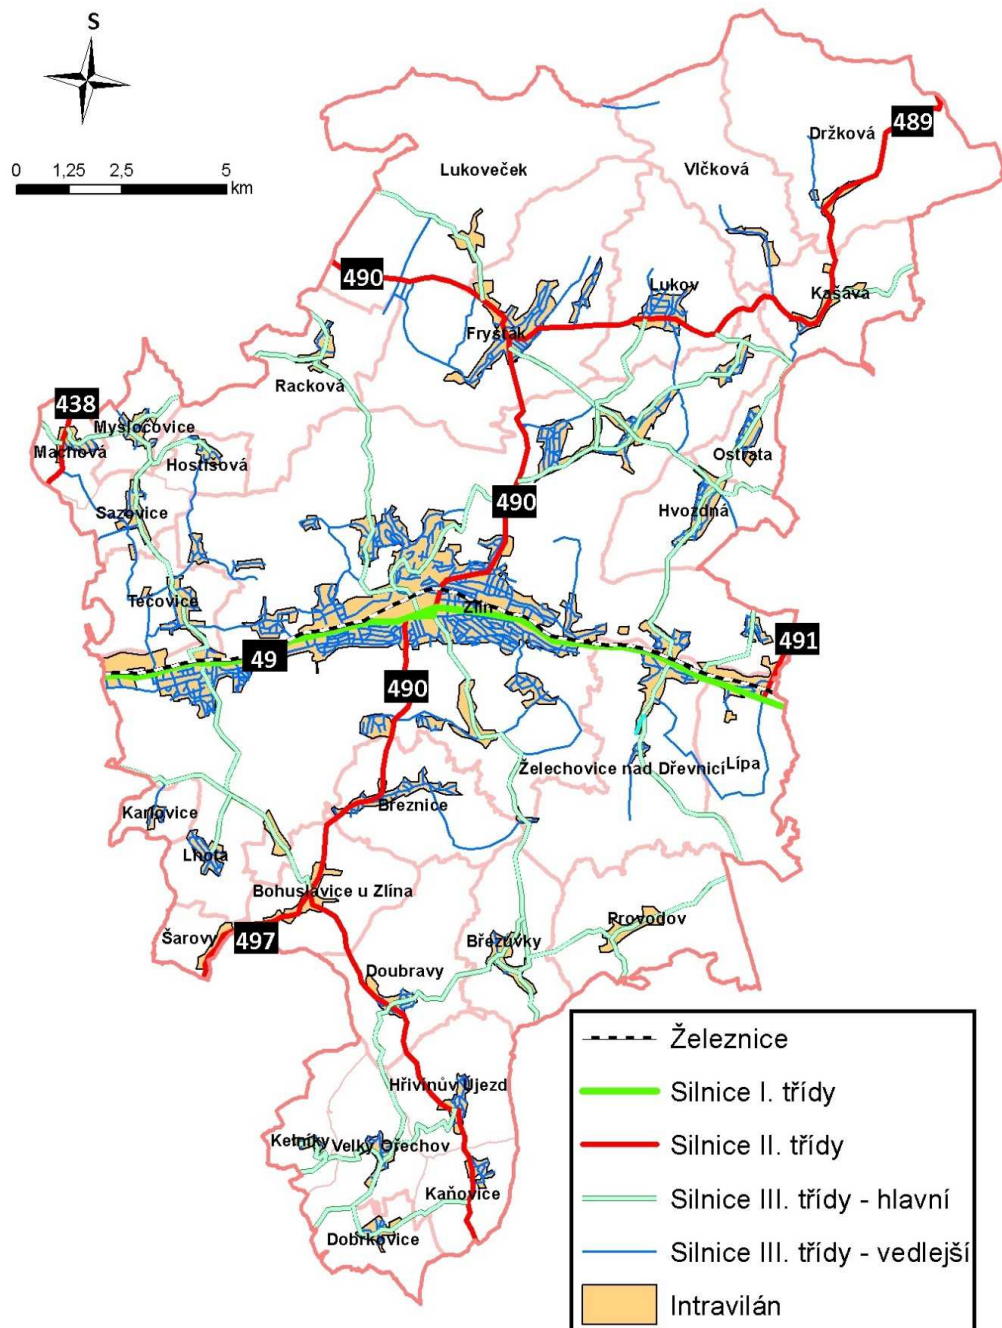 S
0 1,25 2,5 5
km
489
Držková
Lukoveček
Vlčková
490
Lukov
Kašava
Fryšták
Racková
438
Mysločovice
Machová
Hostišová
Ostrata
490
Hvozdná
Sazovice
Tečovice
Zlín
491
49
490
Želechovice nad Dřevnicí
Lípa
Karlovice
Březnice
Lhota
Bohuslavice u Zlína
Provodov
Šarovy
497
Březůvky
Doubravy
Hřivínův Újezd
Kelníky
Velký Ořechov
Kaňovice
Dobrkovice
Železnice
Silnice I. třídy
Silnice II. třídy
Silnice III. třídy - hlavní
Silnice III. třídy - vedlejší
Intravilán